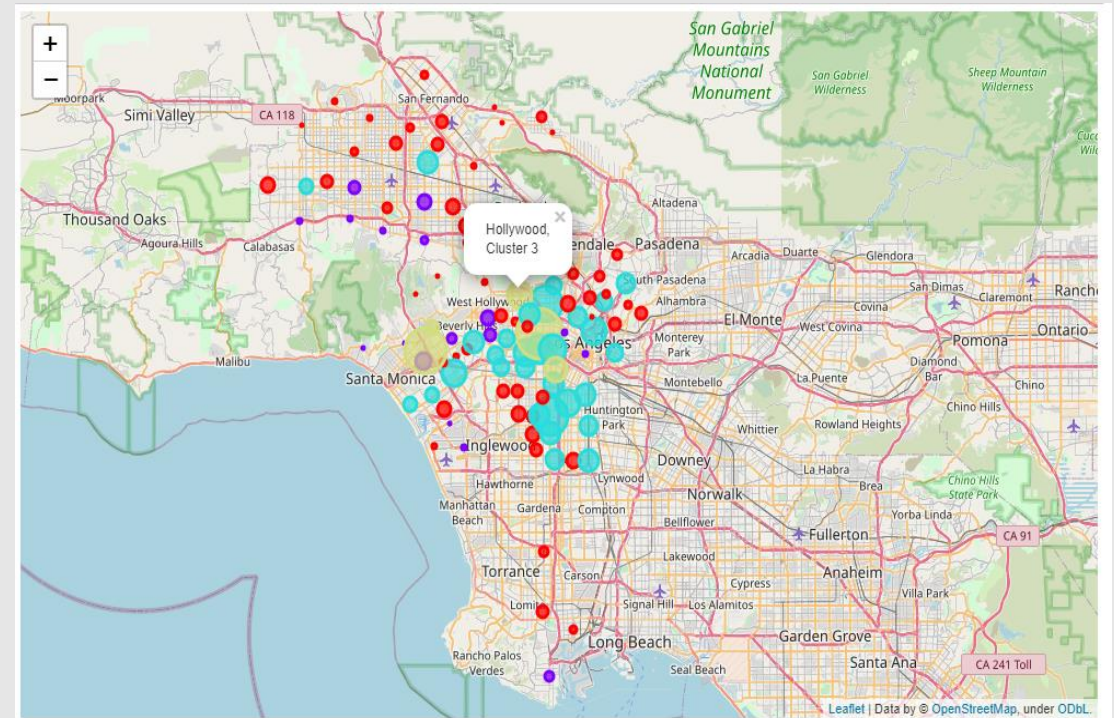 +
−
San Gabriel
Mountains
National
Monument
San Gabriel
Wilderness
Sheep Mountain
Wilderness
Moorpark
Simi Valley
CA 118
San Fernando
Thousand Oaks
Agoura Hills
Calabasas
Altadena
×
Hollywood,
Cluster 3
Pasadena
Arcadia
Duarte
Glendora
South Pasadena
San Dimas
Claremont
Alhambra
West Hollyw
Beverly Hi
El Monte
West Covina
Covina
Pomona
Ontario
s Angeles
Monterey
Park
Malibu
Santa Monica
Montebello
La Puente
Diamond
Bar
Chino
Huntington
Park
Whittier
Rowland Heights
Chino Hills
Inglewood
Downey
La Habra
Brea
Chino Hills
State Park
Hawthorne
Lynwood
Norwalk
Manhattan
Beach
Gardena
Compton
Bellflower
Yorba Linda
Fullerton
CA 91
Lakewood
Torrance
Carson
Cypress
Anaheim
Villa Park
Lomit
Signal Hill
Los Alamitos
Long Beach
Garden Grove
Rancho Palos
Verdes
Seal Beach
Santa Ana
CA 241 Toll
Leaflet | Data by © OpenStreetMap, under ODbL.